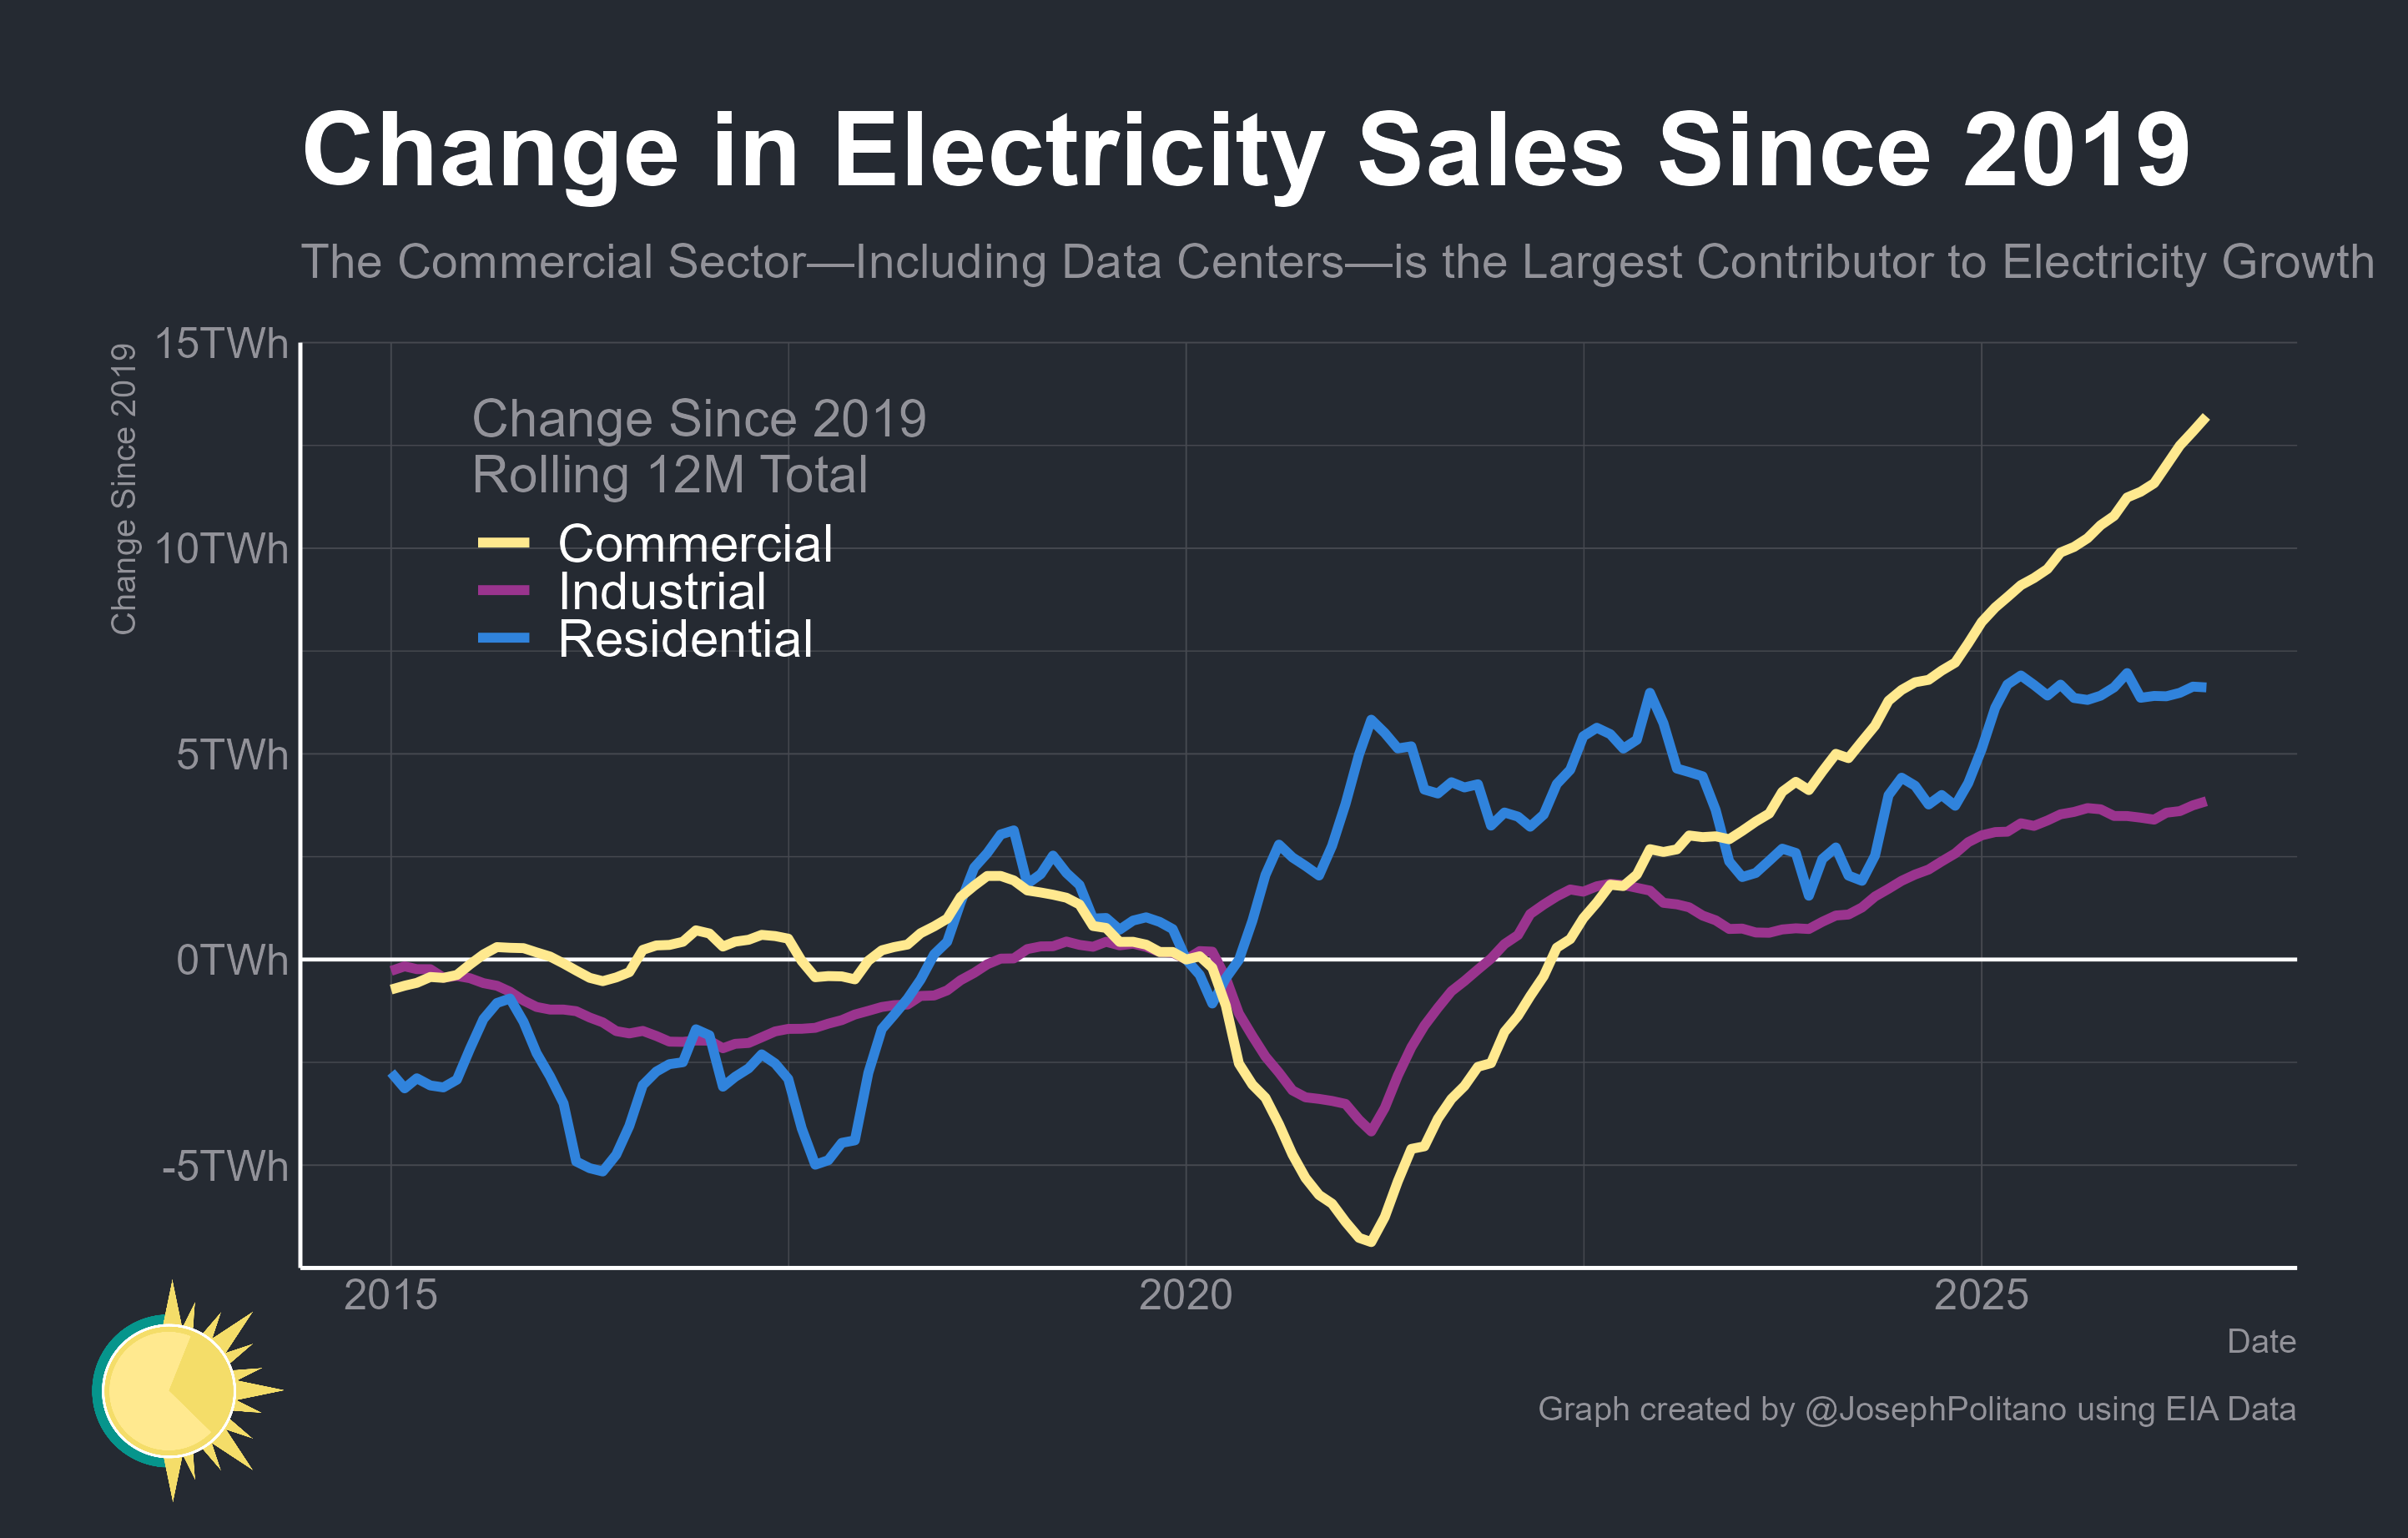 Change in Electricity Sales Since 2019
The Commercial Sector—Including Data Centers—is the Largest Contributor to Electricity Growth
Change Since 2019
15TWh
10TWh
5TWh
0TWh
-5TWh
Change Since 2019
Rolling 12M Total
Commercial
Industrial
Residential
2015
2020
2025
Date
Graph created by @JosephPolitano using EIA Data